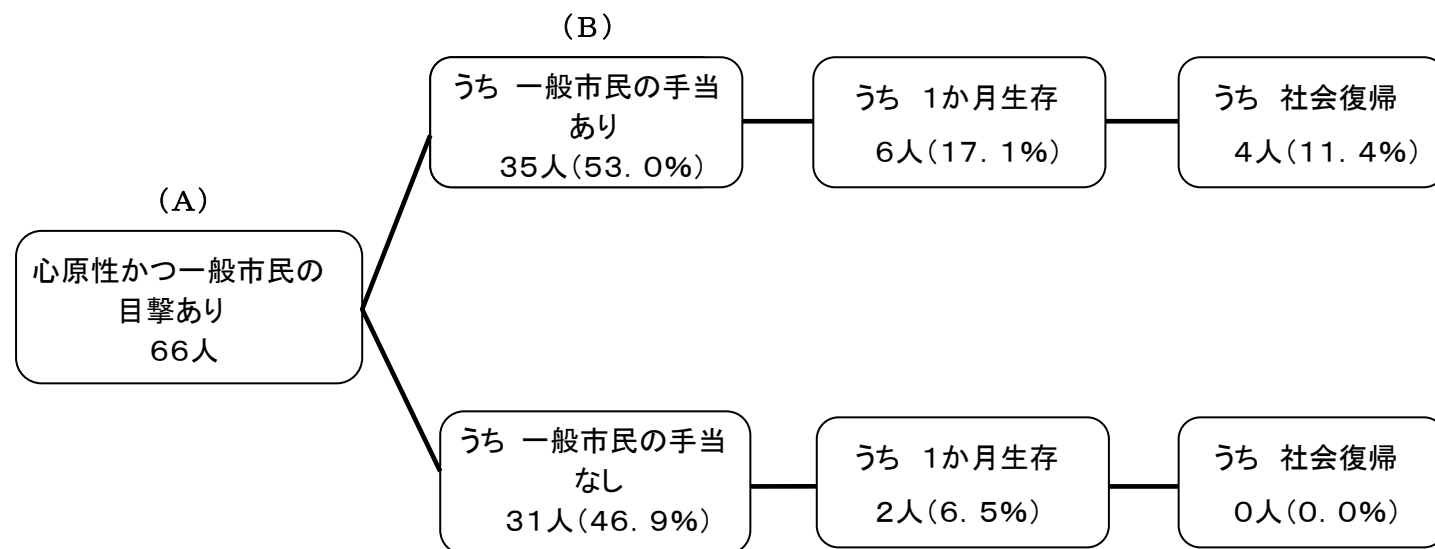 (B)
うち 一般市民の手当
あり
35人(53.0%)
うち 1か月生存
6人(17.1%)
うち 社会復帰
4人(11.4%)
(A)
心原性かつ一般市民の
目撃あり
66人
うち 一般市民の手当
なし
31人(46.9%)
うち 1か月生存
2人(6.5%)
うち 社会復帰
0人(0.0%)